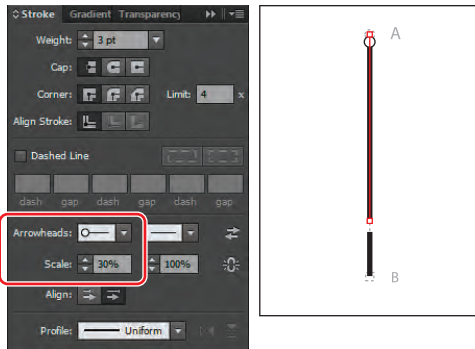 Stroke Gradient Transparency
Weight: 3 pt
Cap:
Corner: Limit: 4 x
Align Stroke:
Dashed Line
dash gap dash gap dash gap
Arrowheads:
Scale: 30% 100%
Align:
Profile: Uniform
A
B